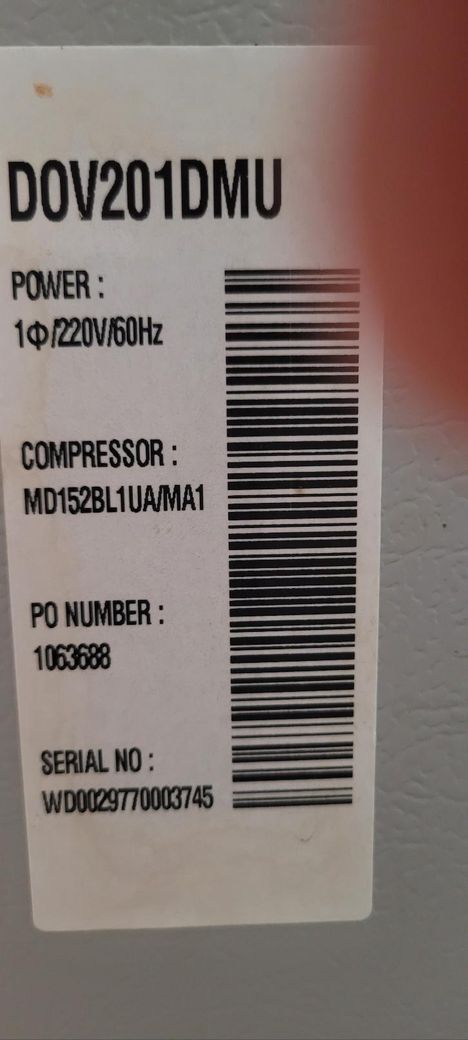 DOV201DMU
POWER :
1Φ/220V/60Hz
COMPRESSOR :
MD152BL1UA/MA1
PO NUMBER :
1063688
SERIAL NO :
WD0029770003745